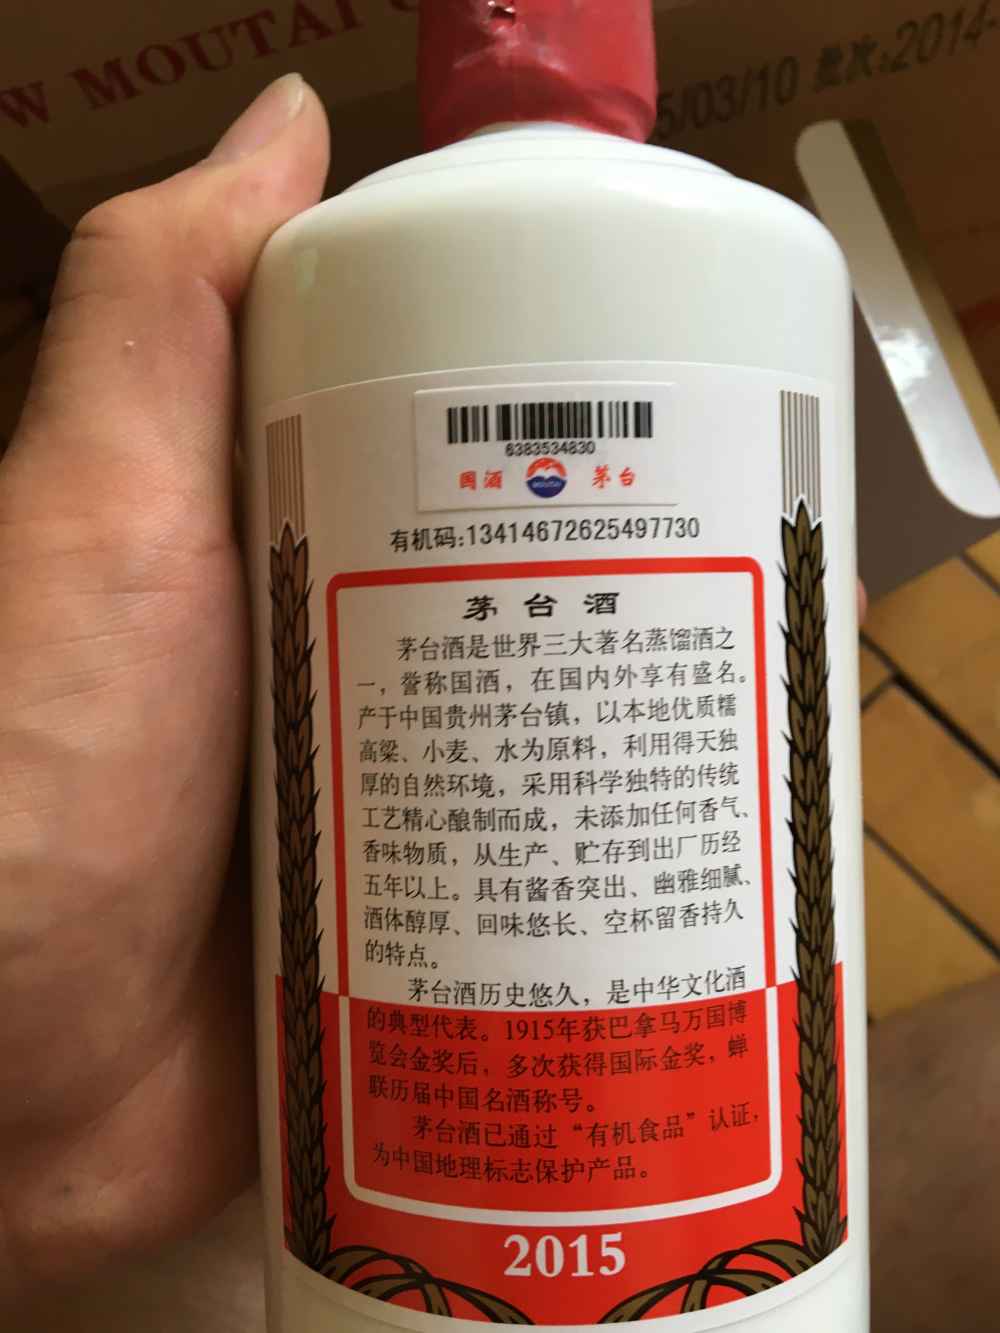 W MOUTAI
5/03/10 批次:2014-
6383534830
国酒 MOUTAI 茅台
有机码:13414672625497730
茅台酒
茅台酒是世界三大著名蒸馏酒之
一，誉称国酒，在国内外享有盛名。
产于中国贵州茅台镇，以本地优质糯
高粱、小麦、水为原料，利用得天独
厚的自然环境，采用科学独特的传统
工艺精心酿制而成，未添加任何香气、
香味物质，从生产、贮存到出厂历经
五年以上。具有酱香突出、幽雅细腻、
酒体醇厚、回味悠长、空杯留香持久
的特点。
茅台酒历史悠久，是中华文化酒
的典型代表。1915年获巴拿马万国博
览会金奖后，多次获得国际金奖，蝉
联历届中国名酒称号。
茅台酒已通过“有机食品”认证，
为中国地理标志保护产品。
2015